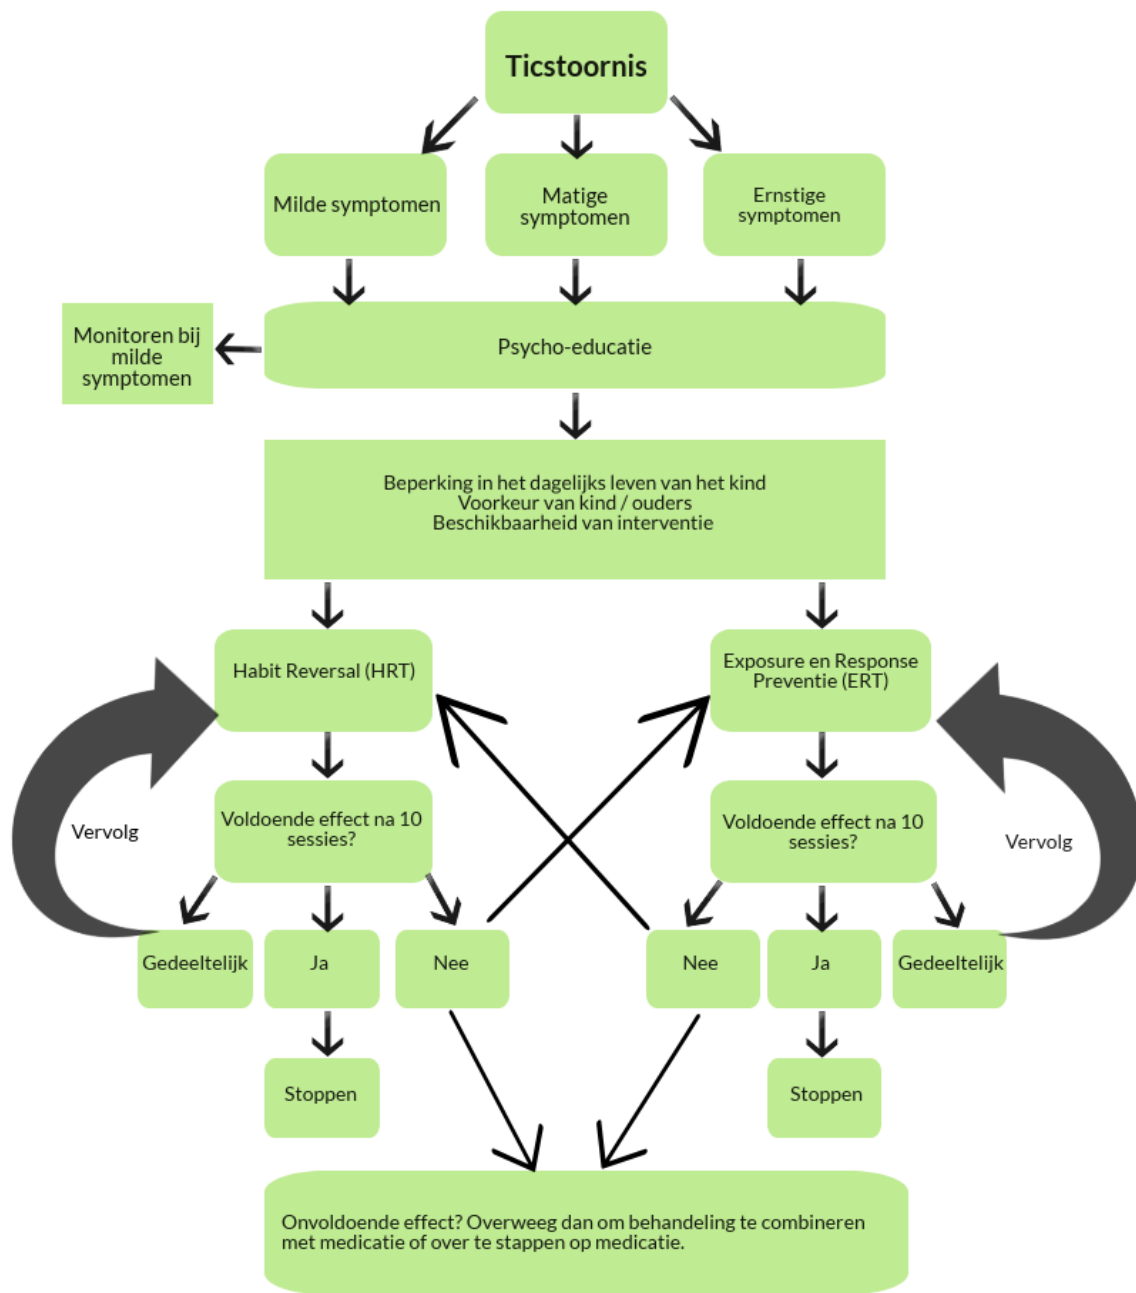 Ticstoornis
Milde symptomen
Matige
symptomen
Ernstige
symptomen
Monitoren bij
milde
symptomen
Psycho-educatie
Beperking in het dagelijks leven van het kind
Voorkeur van kind / ouders
Beschikbaarheid van interventie
Habit Reversal (HRT)
Exposure en Response
Preventie (ERT)
Vervolg
Voldoende effect na 10
sessies?
Voldoende effect na 10
sessies?
Vervolg
Gedeeltelijk
Ja
Nee
Nee
Ja
Gedeeltelijk
Stoppen
Stoppen
Onvoldoende effect? Overweeg dan om behandeling te combineren
met medicatie of over te stappen op medicatie.